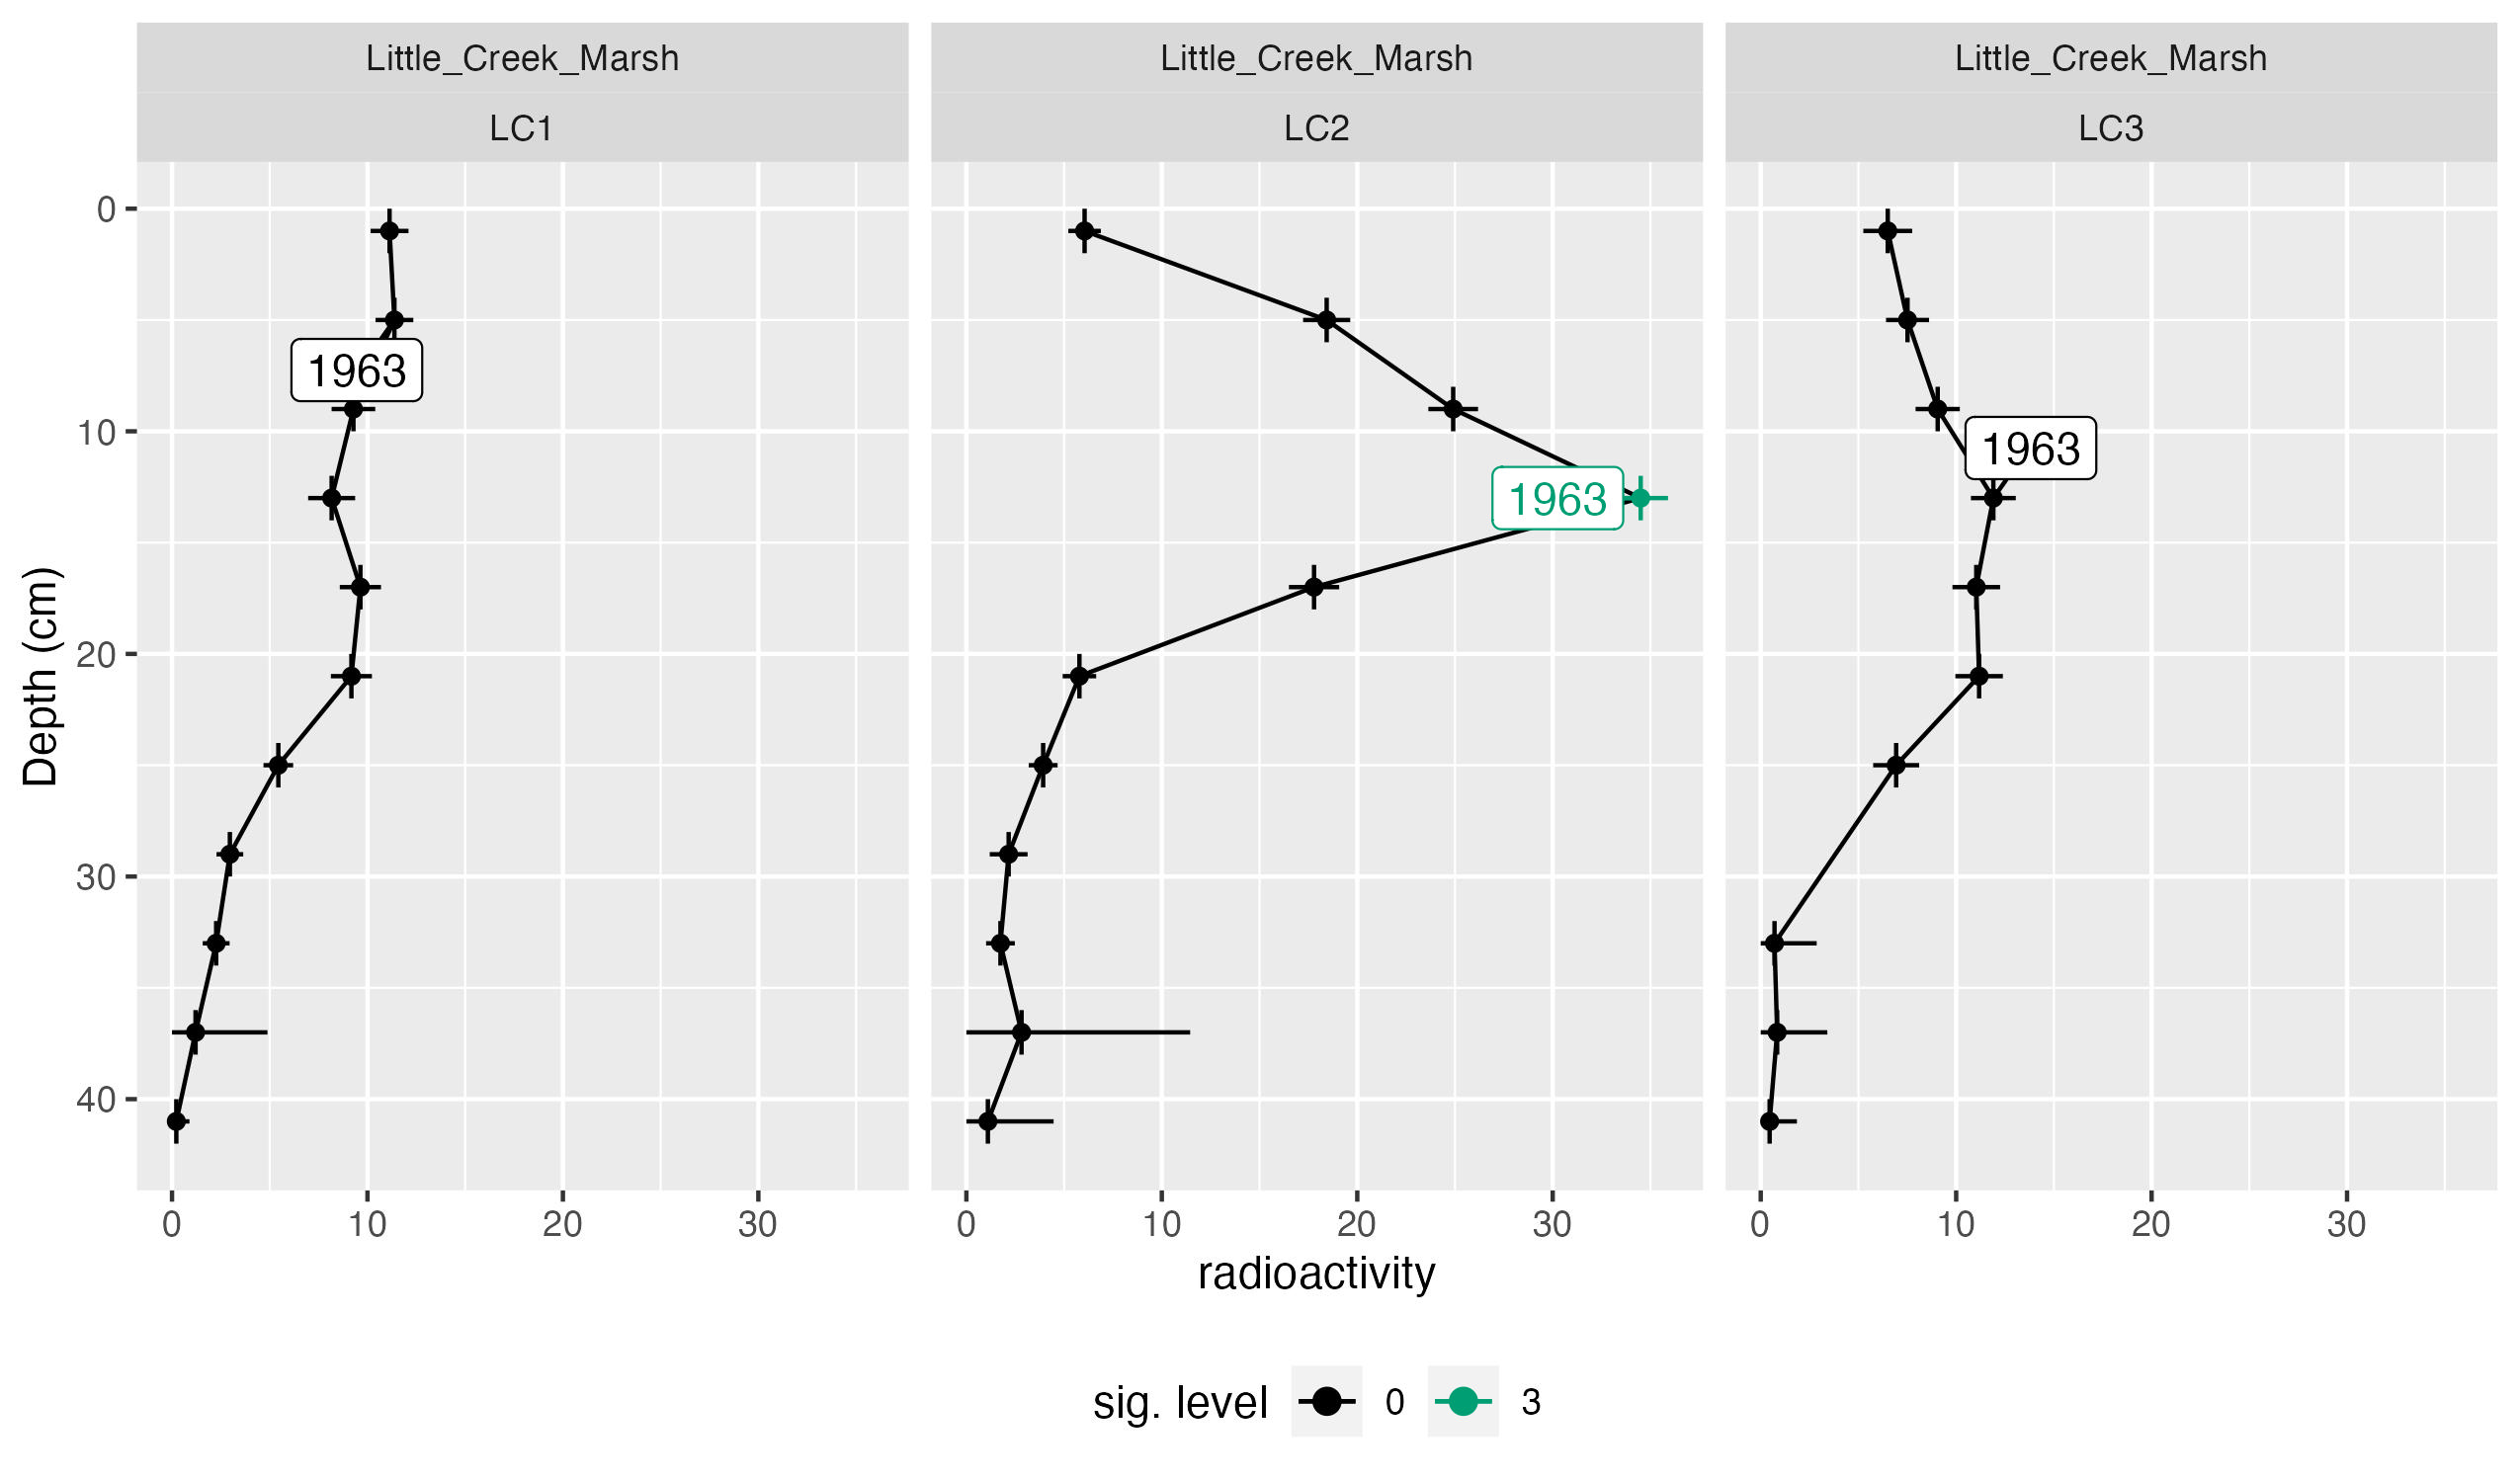 Little_Creek_Marsh Little_Creek_Marsh Little_Creek_Marsh
LC1 LC2 LC3
0
10
20
30
40
Depth (cm)
1963
1963
1963
0 10 20 30 0 10 20 30 0 10 20 30
radioactivity
sig. level 0 3